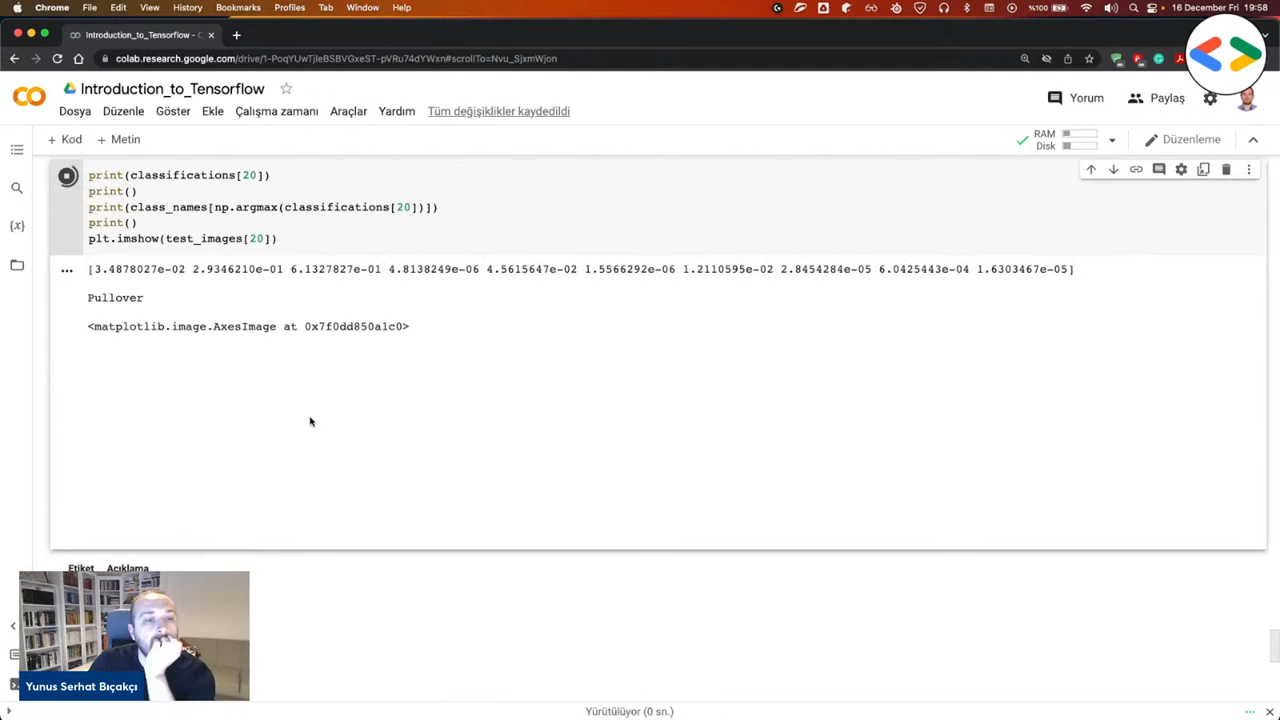 Chrome File Edit View History Bookmarks Profiles Tab Window Help
%100 16 December Fri 19:58
Introduction_to_Tensorflow - C
colab.research.google.com/drive/1-PoqYUwTjleBSBVGxeST-pVRu74dYWxn#scrollTo=Nvu_SjxmWjon
Introduction_to_Tensorflow
Dosya Düzenle Göster Ekle Çalışma zamanı Araçlar Yardım Tüm değişiklikler kaydedildi
Yorum Paylaş
+ Kod + Metin
RAM
Disk
Düzenleme
print(classifications[20])
print()
print(class_names[np.argmax(classifications[20])])
print()
plt.imshow(test_images[20])
[3.4878027e-02 2.9346210e-01 6.1327827e-01 4.8138249e-06 4.5615647e-02 1.5566292e-06 1.2110595e-02 2.8454284e-05 6.0425443e-04 1.6303467e-05]
Pullover
<matplotlib.image.AxesImage at 0x7f0dd850a1c0>
Etiket Açıklama
Yunus Serhat Bıçakçı
Yürütülüyor (0 sn.)